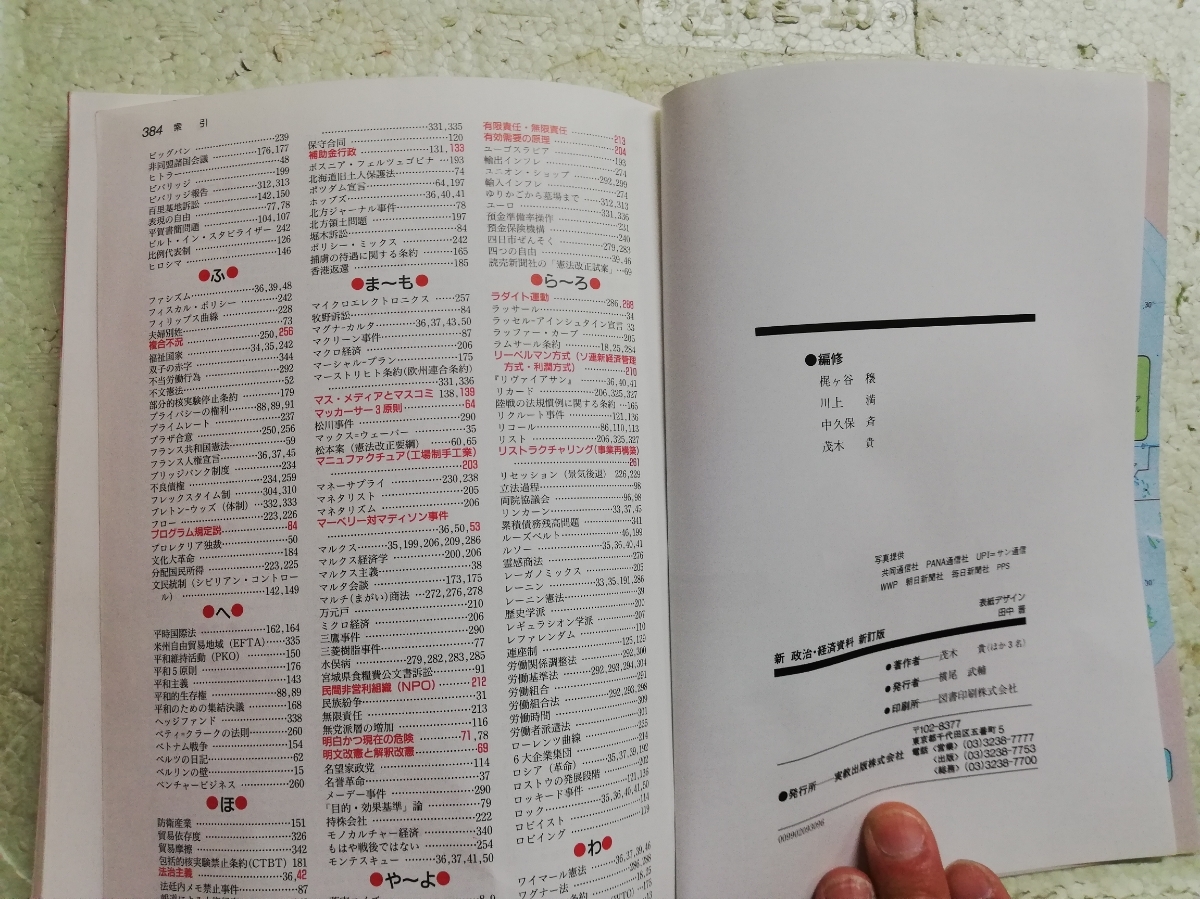 384 索引
ビッグバン …… 239
非同盟諸国会議 …… 176,177
ヒトラー …… 48
ビバリッジ …… 199
ビバリッジ報告 …… 312,313
百里基地訴訟 …… 142,150
表現の自由 …… 77,78
平賀書簡問題 …… 104,107
ビルト・イン・スタビライザー 242
比例代表制 …… 126
ヒロシマ …… 146
●ふ●
ファシズム …… 36,39,48
フィスカル・ポリシー …… 242
フィリップス曲線 …… 228
夫婦別姓 …… 73
複合不況 …… 250,256
福祉国家 …… 34,35,242
双子の赤字 …… 344
不当労働行為 …… 292
不文憲法 …… 52
部分的核実験停止条約 …… 179
プライバシーの権利 …… 88,89,91
プライムレート …… 237
プラザ合意 …… 250,256
フランス共和国憲法 …… 59
フランス人権宣言 …… 36,37,45
ブリッジバンク制度 …… 234
不良債権 …… 234,259
フレックスタイム制 …… 304,310
ブレトン-ウッズ(体制) …… 332,333
フロー …… 223,226
プログラム規定説 …… 84
プロレタリア独裁 …… 50
文化大革命 …… 184
分配国民所得 …… 223,225
文民統制(シビリアン・コントロー
ル) …… 142,149
●へ●
平時国際法 …… 162,164
米州自由貿易地域(EFTA) …… 335
平和維持活動(PKO) …… 150
平和5原則 …… 176
平和主義 …… 143
平和的生存権 …… 88,89
平和のための集結決議 …… 168
ヘッジファンド …… 338
ペティ・クラークの法則 …… 260
ベトナム戦争 …… 154
ベルツの日記 …… 62
ベルリンの壁 …… 15
ベンチャービジネス …… 260
●ほ●
防衛産業 …… 151
貿易依存度 …… 326
貿易摩擦 …… 342
包括的核実験禁止条約(CTBT) 181
法治主義 …… 36,42
法廷内メモ禁止事件 …… 87
…… 331,335
保守合同 …… 120
補助金行政 …… 131,133
ボスニア・フェルツェゴビナ …193
北海道旧土人保護法 …… 74
ポツダム宣言 …… 64,197
ホッブズ …… 36,40,41
北方ジャーナル事件 …… 78
北方領土問題 …… 197
堀木訴訟 …… 84
ポリシー・ミックス …… 242
捕虜の待遇に関する条約 …… 165
香港返還 …… 185
●ま〜も●
マイクロエレクトロニクス …… 257
牧野訴訟 …… 84
マグナ-カルタ …… 36,37,43,50
マクリーン事件 …… 87
マクロ経済 …… 206
マーシャル-プラン …… 175
マーストリヒト条約(欧州連合条約)
…… 331,336
マス・メディアとマスコミ 138,139
マッカーサー3原則 …… 64
松川事件 …… 290
マックス=ウェーバー …… 35
松本案(憲法改正要綱) …… 60,65
マニュファクチュア(工場制手工業)
…… 203
マネーサプライ …… 230,238
マネタリスト …… 205
マネタリズム …… 206
マーベリー対マディソン事件
…… 36,50,53
マルクス …… 35,199,206,209,286
マルクス経済学 …… 200,206
マルクス主義 …… 38
マルタ会談 …… 173,175
マルチ(まがい)商法 …272,276,278
万元戸 …… 210
ミクロ経済 …… 206
三鷹事件 …… 290
三菱樹脂事件 …… 77
水俣病 …… 279,282,283,285
宮城県食糧費公文書訴訟 …… 91
民間非営利組織(NPO) …… 212
民族紛争 …… 31
無限責任 …… 213
無党派層の増加 …… 116
明白かつ現在の危険 …… 71,78
明文改憲と解釈改憲 …… 69
名望家政党 …… 114
名誉革命 …… 37
メーデー事件 …… 290
「目的・効果基準」論 …… 79
持株会社 …… 222
モノカルチャー経済 …… 340
もはや戦後ではない …… 254
モンテスキュー …… 36,37,41,50
●や〜よ●
有限責任・無限責任 …… 213
有効需要の原理 …… 204
ユーゴスラビア …… 193
輸出インフレ …… 274
ユニオン・ショップ …… 292,299
輸入インフレ …… 274
ゆりかごから墓場まで …… 312,313
ユーロ …… 331,336
預金準備率操作 …… 231
預金保険機構 …… 240
四日市ぜんそく …… 279,283
四つの自由 …… 39,46
読売新聞社の「憲法改正試案」…69
●ら〜ろ●
ラダイト運動 …… 286,288
ラッサール …… 34
ラッセル-アインシュタイン宣言 33
ラッファー・カーブ …… 205
ラムサール条約 …… 18,25,284
リーベルマン方式(ソ連新経済管理
方式・利潤方式) …… 210
『リヴァイアサン』 …… 36,40,41
リカード …… 206,325,327
陸戦の法規慣例に関する条約 …165
リクルート事件 …… 121,136
リコール …… 86,110,113
リスト …… 206,325,327
リストラクチャリング(事業再構築)
…… 261
リセッション(景気後退) 226,229
立法過程 …… 98
両院協議会 …… 96,98
リンカーン …… 33,37,45
累積債務残高問題 …… 341
ルーズベルト …… 46,199
ルソー …… 35,36,40,41
霊感商法 …… 276
レーガノミックス …… 205
レーニン …… 33,35,191,286
レーニン憲法 …… 39
歴史学派 …… 207
レギュラシオン学派 …… 207
レファレンダム …… 110
連座制 …… 125,129
労働関係調整法 …… 292,300
労働基準法 …… 292,293,294,301
労働組合 …… 291
労働組合法 …… 292,293,298
労働時間 …… 309
労働者派遣法 …… 301
ローレンツ曲線 …… 225
6大企業集団 …… 214
ロシア(革命) …… 35,37,39,192
ロストウの発展段階 …… 202
ロッキード事件 …… 121,136
ロック …… 35,36,40,41,50
ロビイスト …… 114
ロビイング …… 119
●わ●
ワイマール憲法 …… 36,37,39,46
ワグナー法 …… 286,288
●編修
梶ヶ谷 穣
川上 満
中久保 斉
茂木 貴
写真提供
共同通信社 PANA通信社 UPI=サン通信
WWP 朝日新聞社 毎日新聞社 PPS
表紙デザイン
田中 晋
新 政治・経済資料 新訂版
●著作者―茂木 貴(ほか3名)
●発行者―横尾 武輔
●印刷所―図書印刷株式会社
〒102-8377
東京都千代田区五番町5
電話〈営業〉(03)3238-7777
〈出版〉(03)3238-7753
〈総務〉(03)3238-7700
●発行所―実教出版株式会社
009902093096